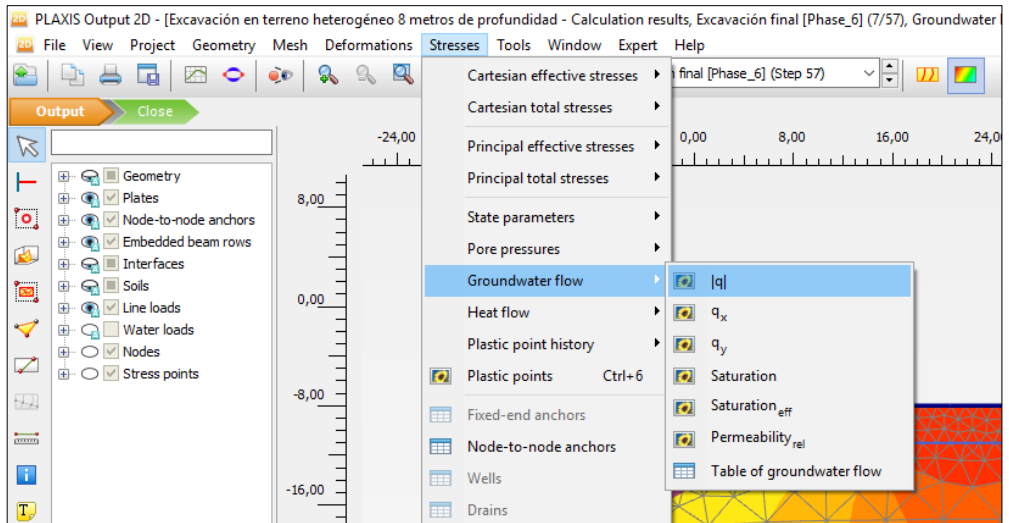 PLAXIS Output 2D - [Excavación en terreno heterogéneo 8 metros de profundidad - Calculation results, Excavación final [Phase_6] (7/57), Groundwater
File View Project Geometry Mesh Deformations Stresses Tools Window Expert Help
final [Phase_6] (Step 57)
Output Close
-24,00 0,00 8,00 16,00 24,0
Geometry
Plates
Node-to-node anchors
Embedded beam rows
Interfaces
Soils
Line loads
Water loads
Nodes
Stress points
8,00
0,00
-8,00
-16,00
Cartesian effective stresses
Cartesian total stresses
Principal effective stresses
Principal total stresses
State parameters
Pore pressures
Groundwater flow
Heat flow
Plastic point history
Plastic points Ctrl+6
Fixed-end anchors
Node-to-node anchors
Wells
Drains
|q|
qx
qy
Saturation
Saturation eff
Permeability rel
Table of groundwater flow